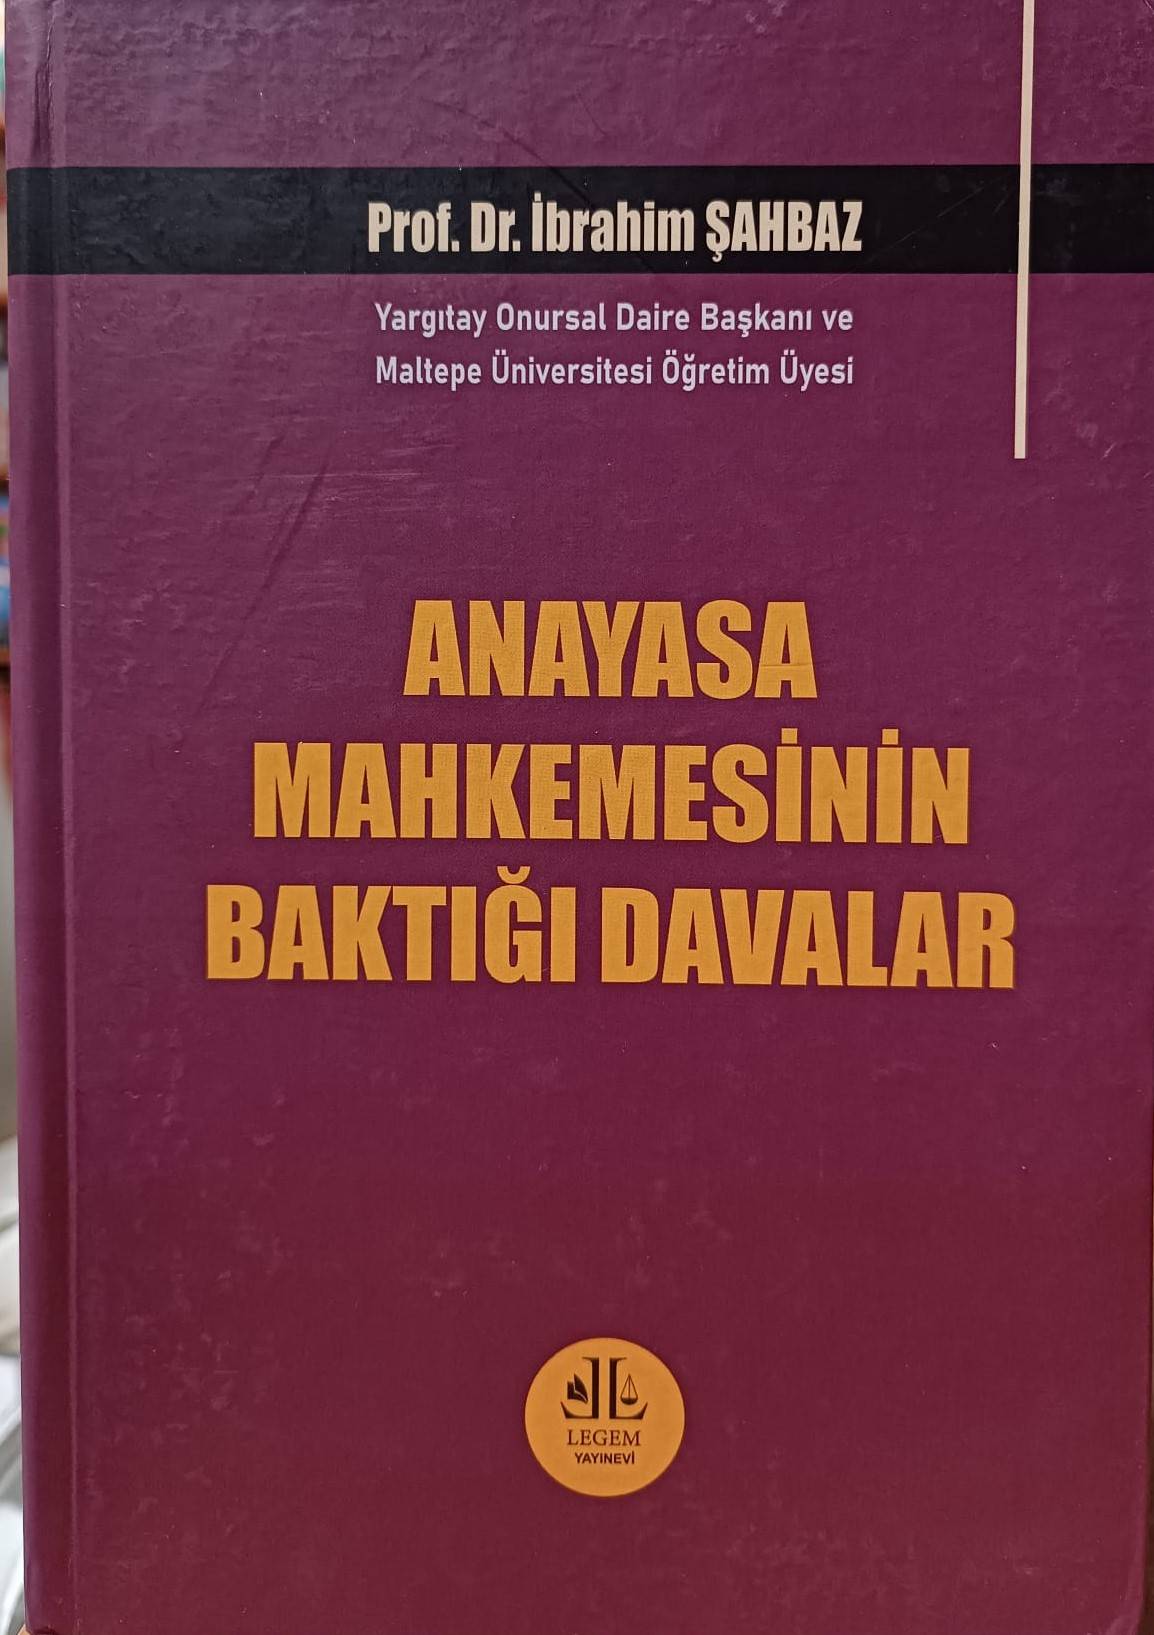 Prof. Dr. İbrahim ŞAHBAZ
Yargıtay Onursal Daire Başkanı ve
Maltepe Üniversitesi Öğretim Üyesi
ANAYASA
MAHKEMESİNİN
BAKTIĞI DAVALAR
LEGEM
YAYINEVİ